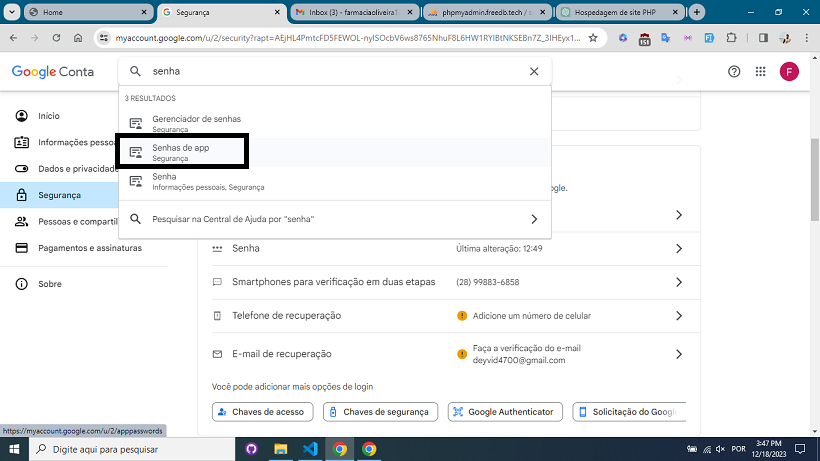 Home
Segurança
Inbox (3) - farmaciaoliveira1
phpmyadmin.freedb.tech /
Hospedagem de site PHP
myaccount.google.com/u/2/security?rapt=AEjHL4PmtcFD5FEWOL-nyISOcbV6ws8765NhuF8L6HW1RYIBtNKSEBn7Z_3IHEyx1...
151
Google Conta
senha
F
3 RESULTADOS
Gerenciador de senhas
Segurança
Senhas de app
Segurança
Senha
Informações pessoais, Segurança
Pesquisar na Central de Ajuda por "senha"
Início
Informações pessoa
Dados e privacidade
Segurança
Pessoas e compartil
Pagamentos e assinaturas
Sobre
gle.
Senha
Última alteração: 12:49
Smartphones para verificação em duas etapas
(28) 99883-6858
Telefone de recuperação
Adicione um número de celular
E-mail de recuperação
Faça a verificação do e-mail
deyvid4700@gmail.com
Você pode adicionar mais opções de login
Chaves de acesso
Chaves de segurança
Google Authenticator
Solicitação do Google
https://myaccount.google.com/u/2/apppasswords
Digite aqui para pesquisar
POR
3:47 PM
12/18/2023